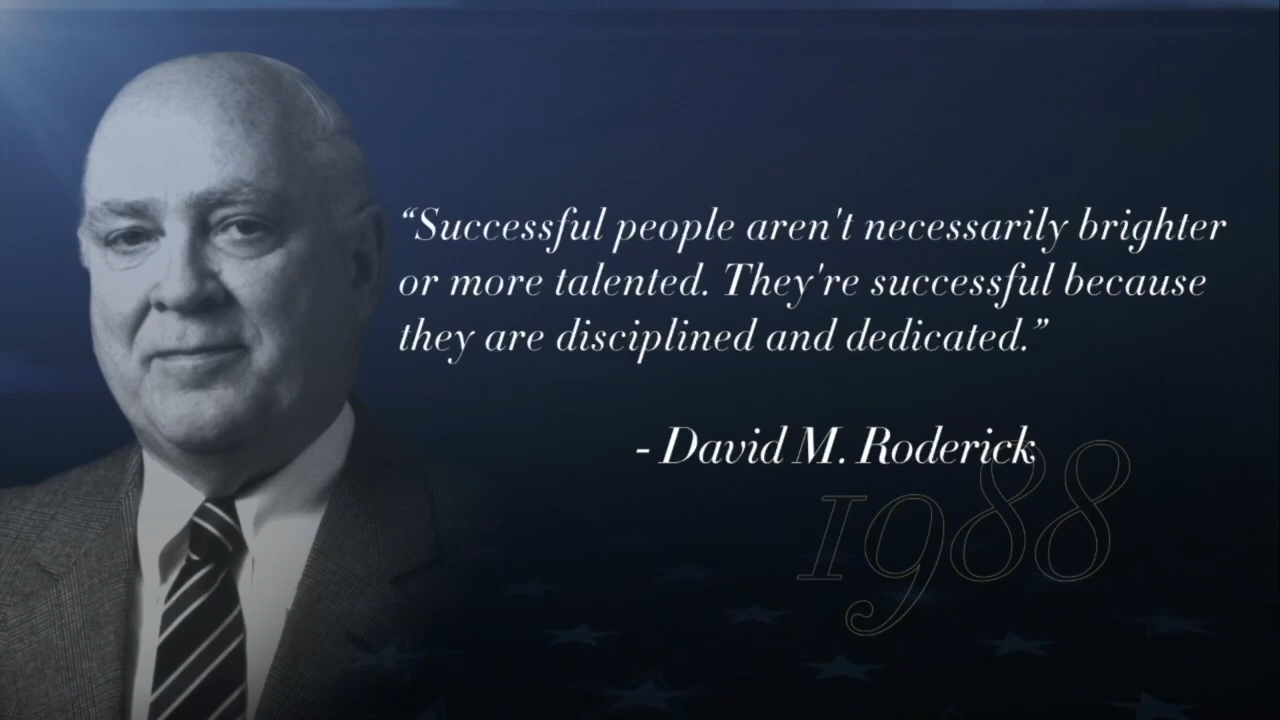 “Successful people aren't necessarily brighter
or more talented. They're successful because
they are disciplined and dedicated.”
- David M. Roderick
1988